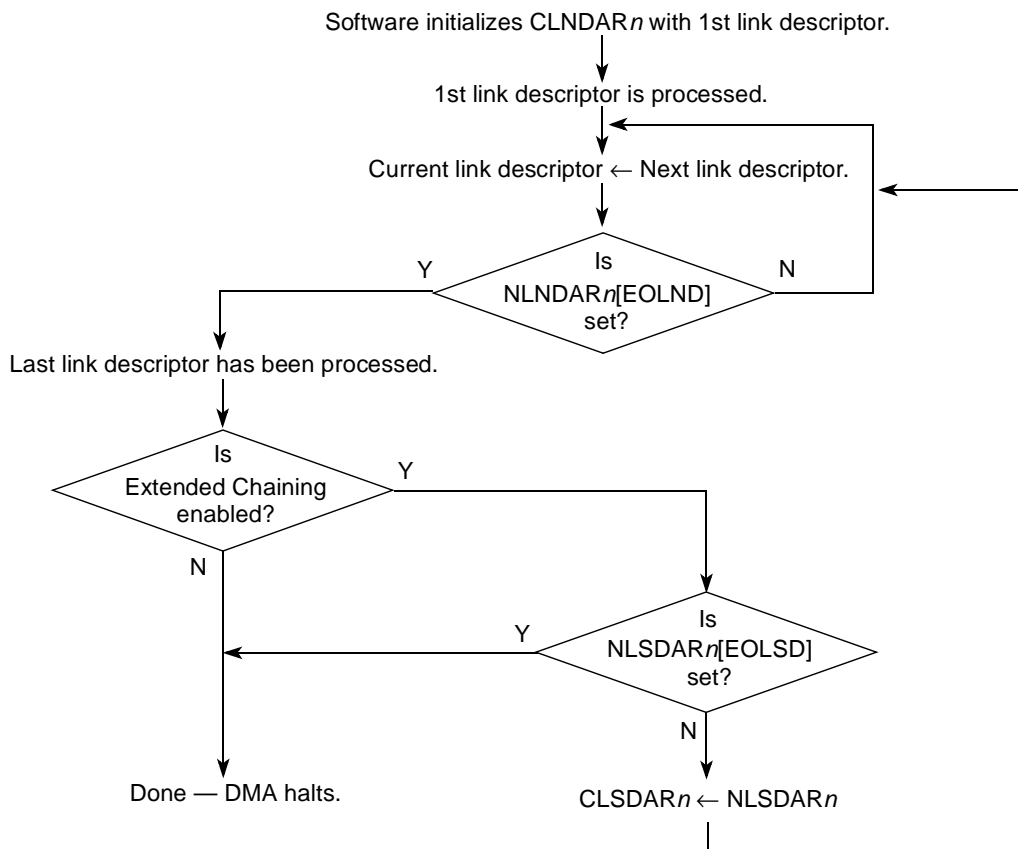 Software initializes CLNDARn with 1st link descriptor.
1st link descriptor is processed.
Current link descriptor ← Next link descriptor.
Y
Is
NLNDARn[EOLND]
set?
N
Last link descriptor has been processed.
Is
Extended Chaining
enabled?
Y
N
Is
NLSDARn[EOLSD]
set?
Y
N
Done — DMA halts.
CLSDARn ← NLSDARn